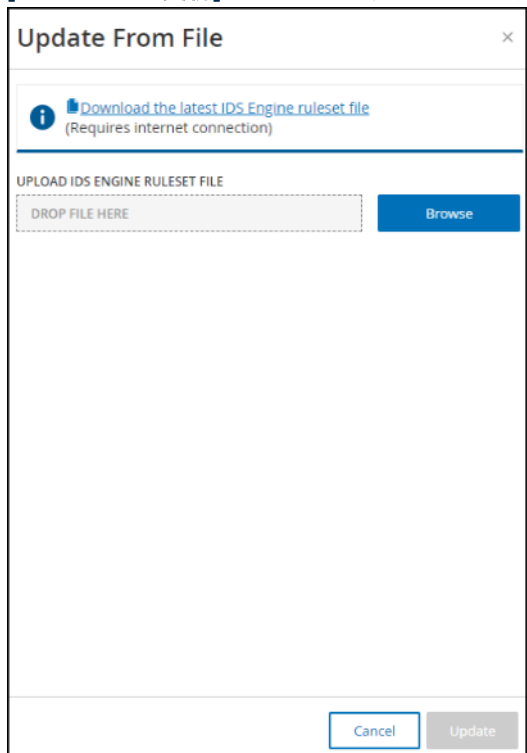 Update From File
×
Download the latest IDS Engine ruleset file
(Requires internet connection)
UPLOAD IDS ENGINE RULESET FILE
DROP FILE HERE
Browse
Cancel
Update